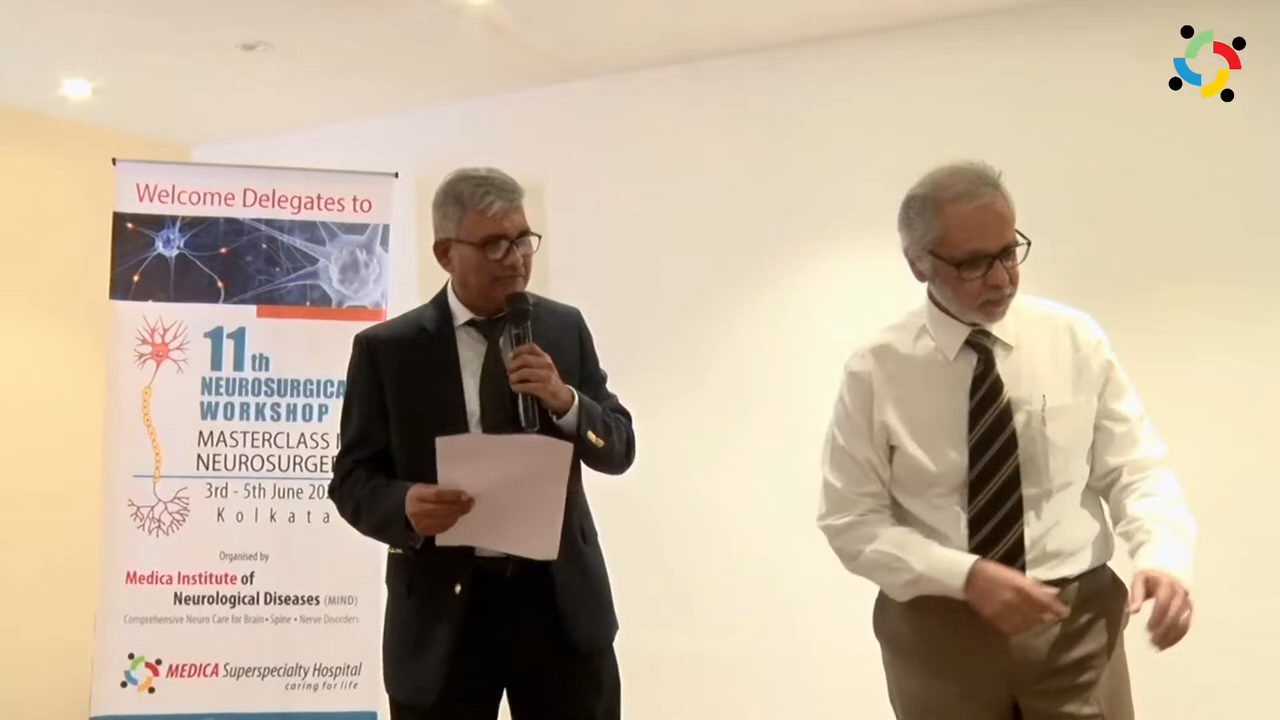 Welcome Delegates to
11th
NEUROSURGICA
WORKSHOP
MASTERCLASS
NEUROSURGE
3rd - 5th June 20
Kolkata
Organised by
Medica Institute of
Neurological Diseases (MIND)
Comprehensive Neuro Care for Brain • Spine • Nerve Disorders
MEDICA Superspecialty Hospital
caring for life